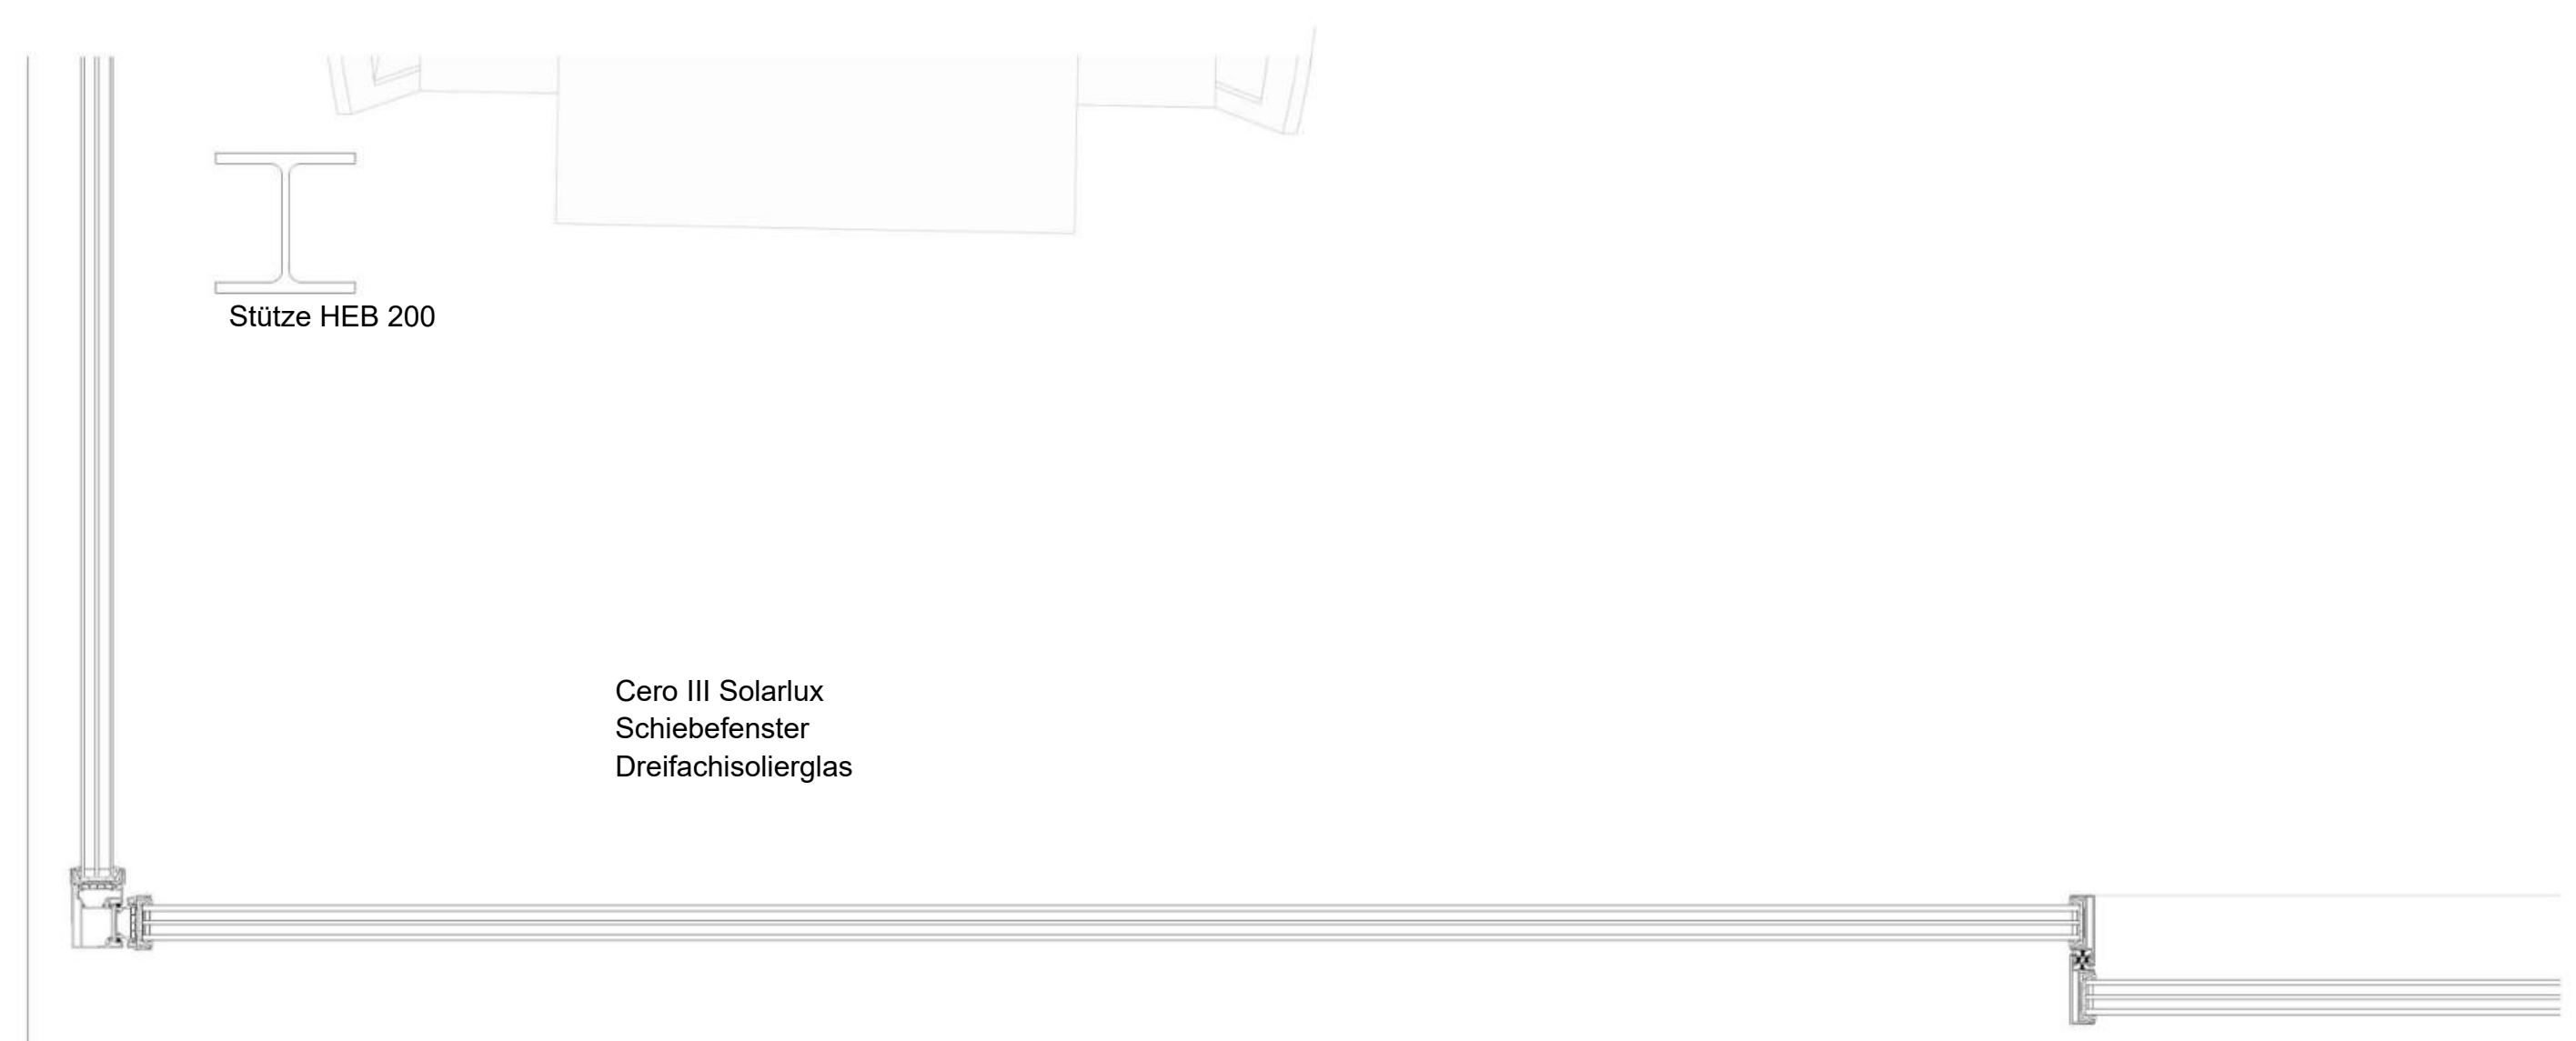 Stütze HEB 200
Cero III Solarlux
Schiebefenster
Dreifachisolierglas